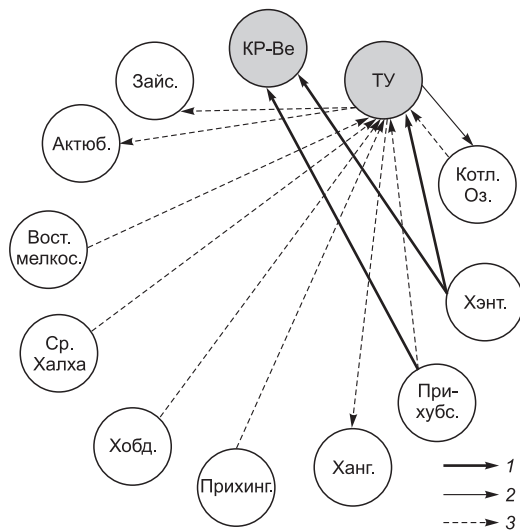 КР-Ве
ТУ
Зайс.
Актюб.
Котл.
Оз.
Вост.
мелкос.
Хэнт.
Ср.
Халха
При-
хубс.
Хобд.
Прихинг.
Ханг.
1
2
3